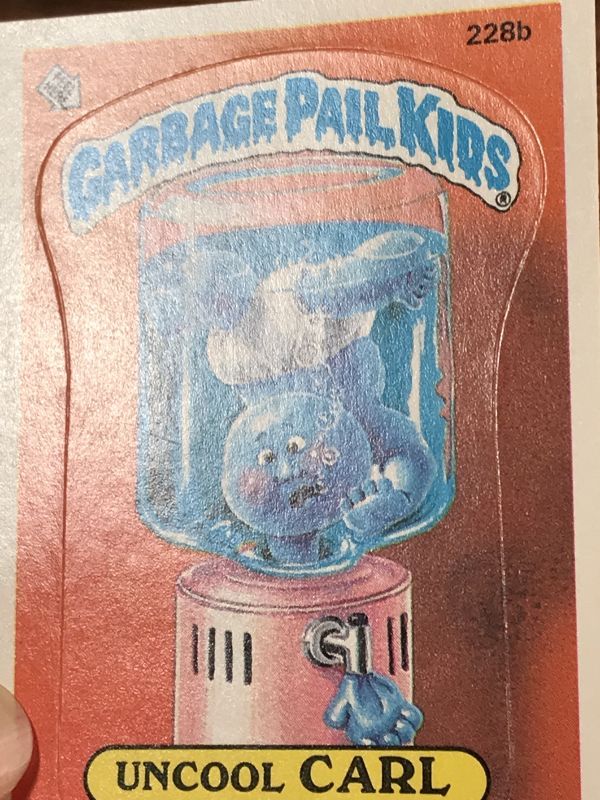 228b
GARBAGE PAIL KIDS
®
UNCOOL CARL